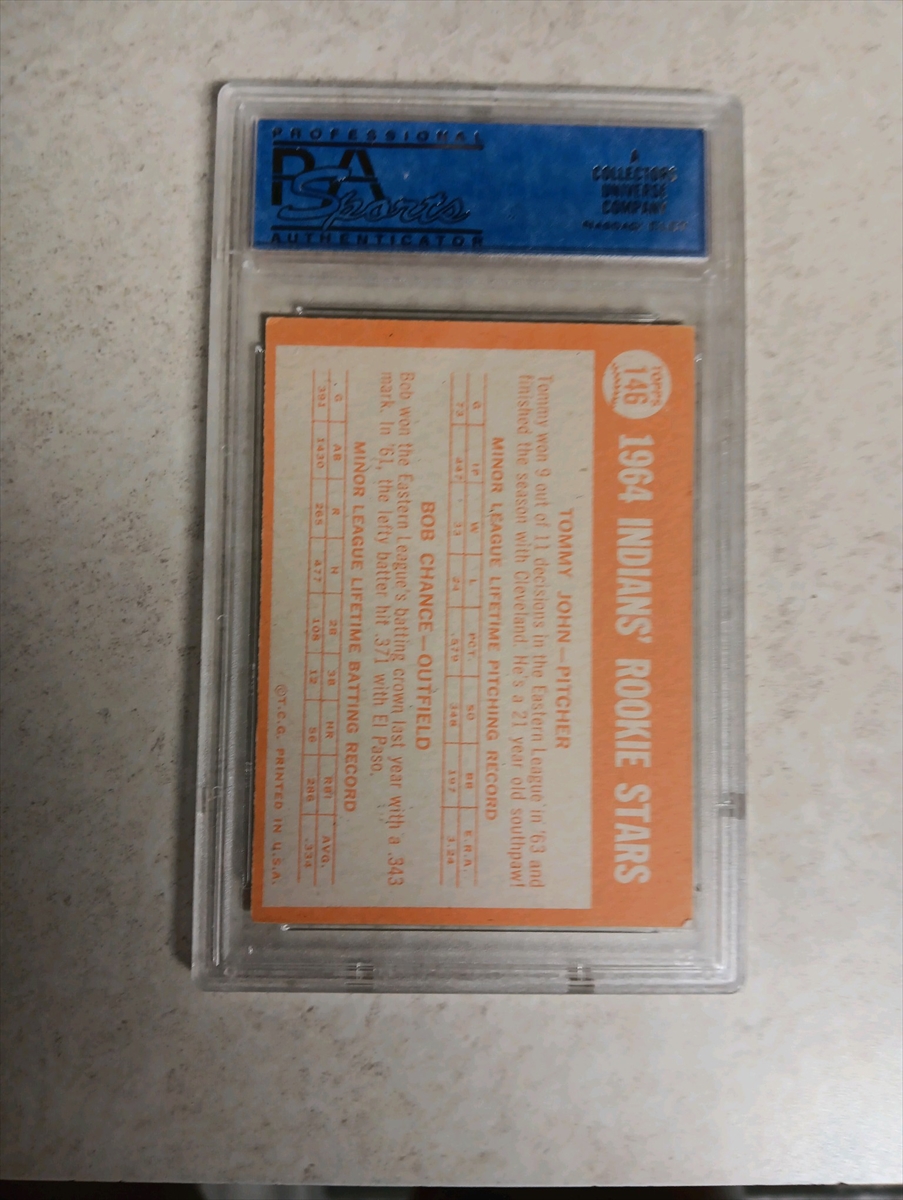 PROFESSIONAL
PSA
Sports
AUTHENTICATOR
A
COLLECTORS
UNIVERSE
COMPANY
TOPPS
146
1964 INDIANS' ROOKIE STARS
TOMMY JOHN—PITCHER
Tommy won 9 out of 11 decisions in the Eastern League in '63 and
finished the season with Cleveland. He's a 21 year old southpaw!
MINOR LEAGUE LIFETIME PITCHING RECORD
G IP W L PCT. SO BB E.R.A.
73 447 33 24 .579 348 197 3.24
BOB CHANCE—OUTFIELD
Bob won the Eastern League's batting crown last year with a .343
mark. In '61, the lefty batter hit .371 with El Paso.
MINOR LEAGUE LIFETIME BATTING RECORD
G AB R H 2B 3B HR RBI AVG.
391 1430 265 477 108 12 56 286 .334
©T.C.G. PRINTED IN U.S.A.